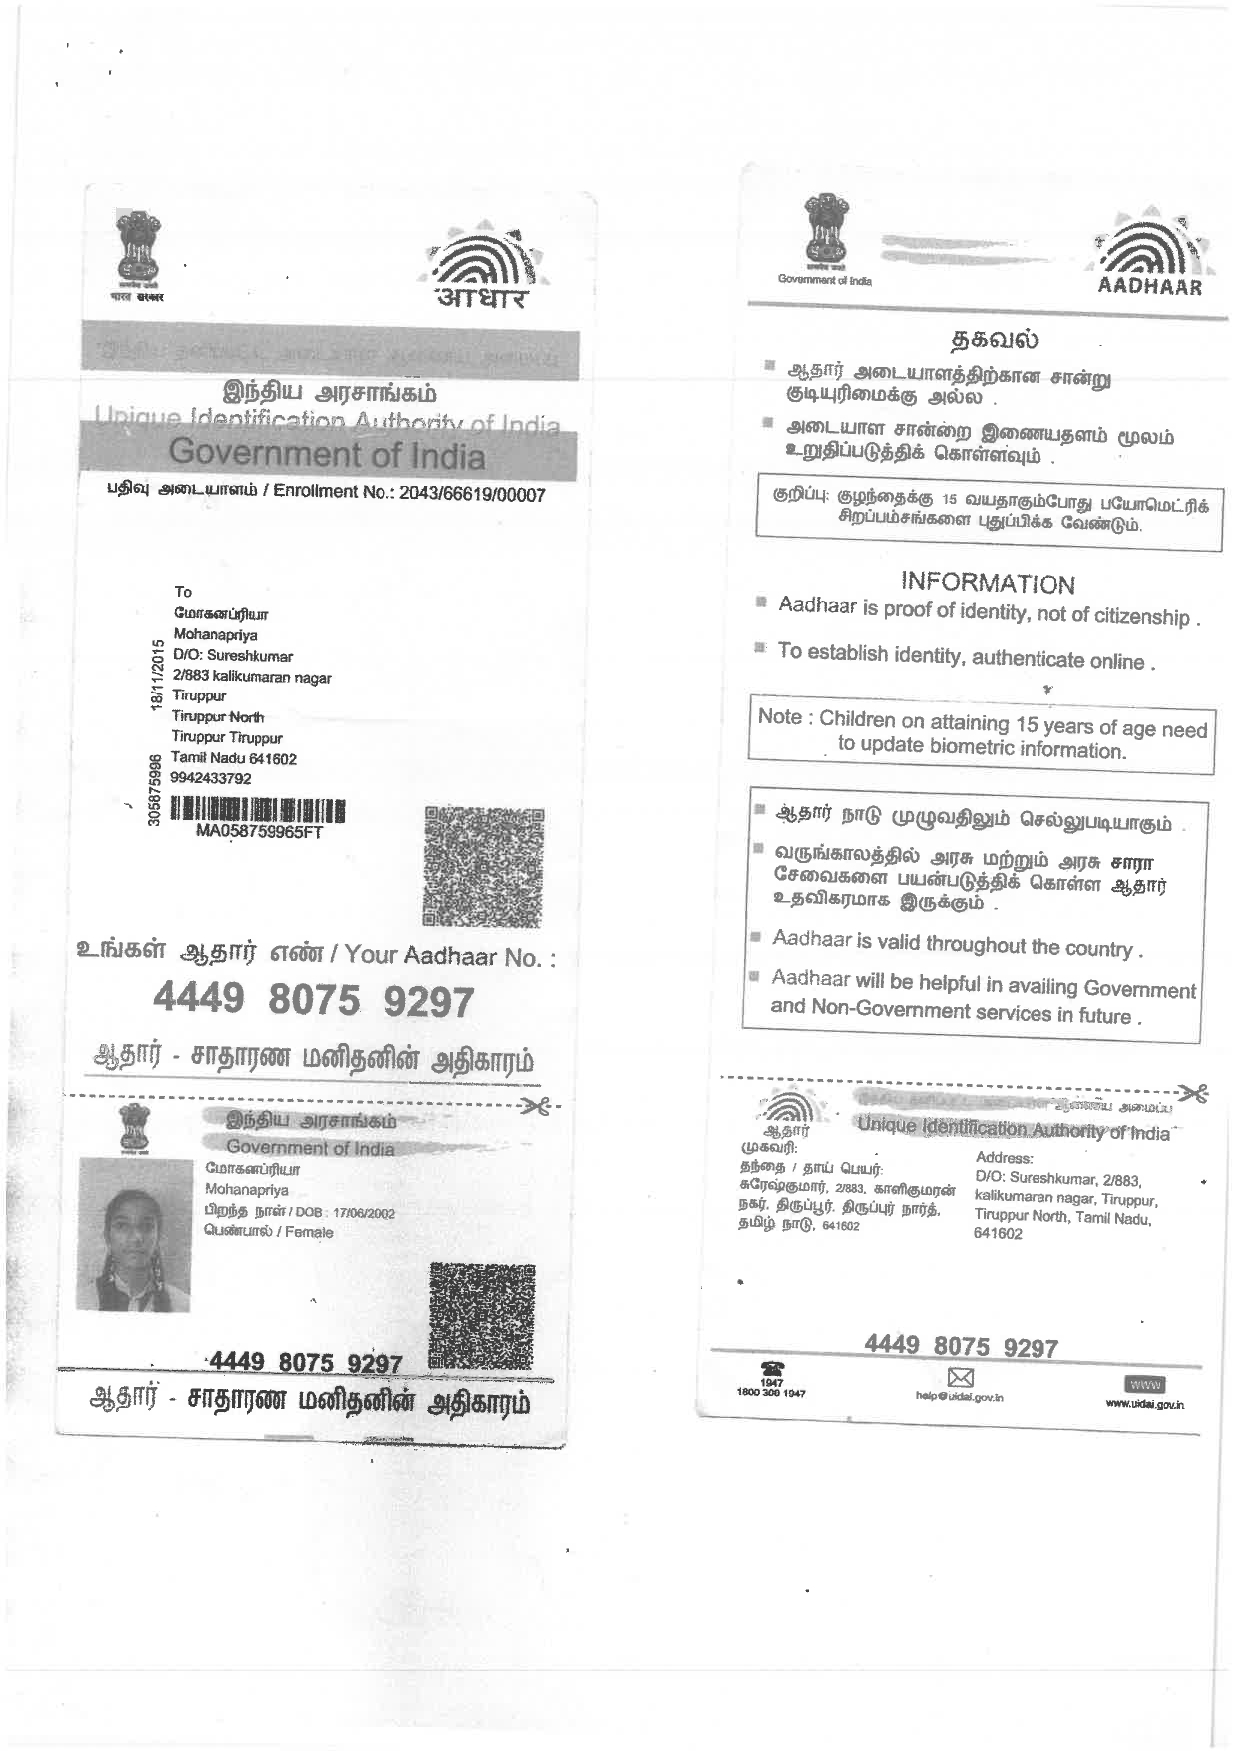 भारत सरकार
आधार
இந்திய அரசாங்கம்
Unique Identification Authority of India
Government of India
பதிவு அடையாளம் / Enrollment No.: 2043/66619/00007
To
மோகனப்ரியா
Mohanapriya
D/O: Sureshkumar
2/883 kalikumaran nagar
Tiruppur
Tiruppur North
Tiruppur Tiruppur
Tamil Nadu 641602
9942433792
18/11/2015
305875996
MA058759965FT
உங்கள் ஆதார் எண் / Your Aadhaar No. :
4449 8075 9297
ஆதார் - சாதாரண மனிதனின் அதிகாரம்
இந்திய அரசாங்கம்
Government of India
மோகனப்ரியா
Mohanapriya
பிறந்த நாள் / DOB : 17/06/2002
பெண்பால் / Female
4449 8075 9297
ஆதார் - சாதாரண மனிதனின் அதிகாரம்
Government of India
AADHAAR
தகவல்
ஆதார் அடையாளத்திற்கான சான்று
குடியுரிமைக்கு அல்ல .
அடையாள சான்றை இணையதளம் மூலம்
உறுதிப்படுத்திக் கொள்ளவும் .
குறிப்பு: குழந்தைக்கு 15 வயதாகும்போது பயோமெட்ரிக்
சிறப்பம்சங்களை புதுப்பிக்க வேண்டும்.
INFORMATION
Aadhaar is proof of identity, not of citizenship .
To establish identity, authenticate online .
Note : Children on attaining 15 years of age need
to update biometric information.
ஆதார் நாடு முழுவதிலும் செல்லுபடியாகும் .
வருங்காலத்தில் அரசு மற்றும் அரசு சாரா
சேவைகளை பயன்படுத்திக் கொள்ள ஆதார்
உதவிகரமாக இருக்கும் .
Aadhaar is valid throughout the country .
Aadhaar will be helpful in availing Government
and Non-Government services in future .
ஆணைய அமைப்பு
Unique Identification Authority of India
ஆதார்
முகவரி:
தந்தை / தாய் பெயர்:
சுரேஷ்குமார், 2/883, காளிகுமரன்
நகர், திருப்பூர், திருப்புர் நார்த்,
தமிழ் நாடு, 641602
Address:
D/O: Sureshkumar, 2/883,
kalikumaran nagar, Tiruppur,
Tiruppur North, Tamil Nadu,
641602
4449 8075 9297
1947
1800 300 1947
help@uidai.gov.in
www
www.uidai.gov.in